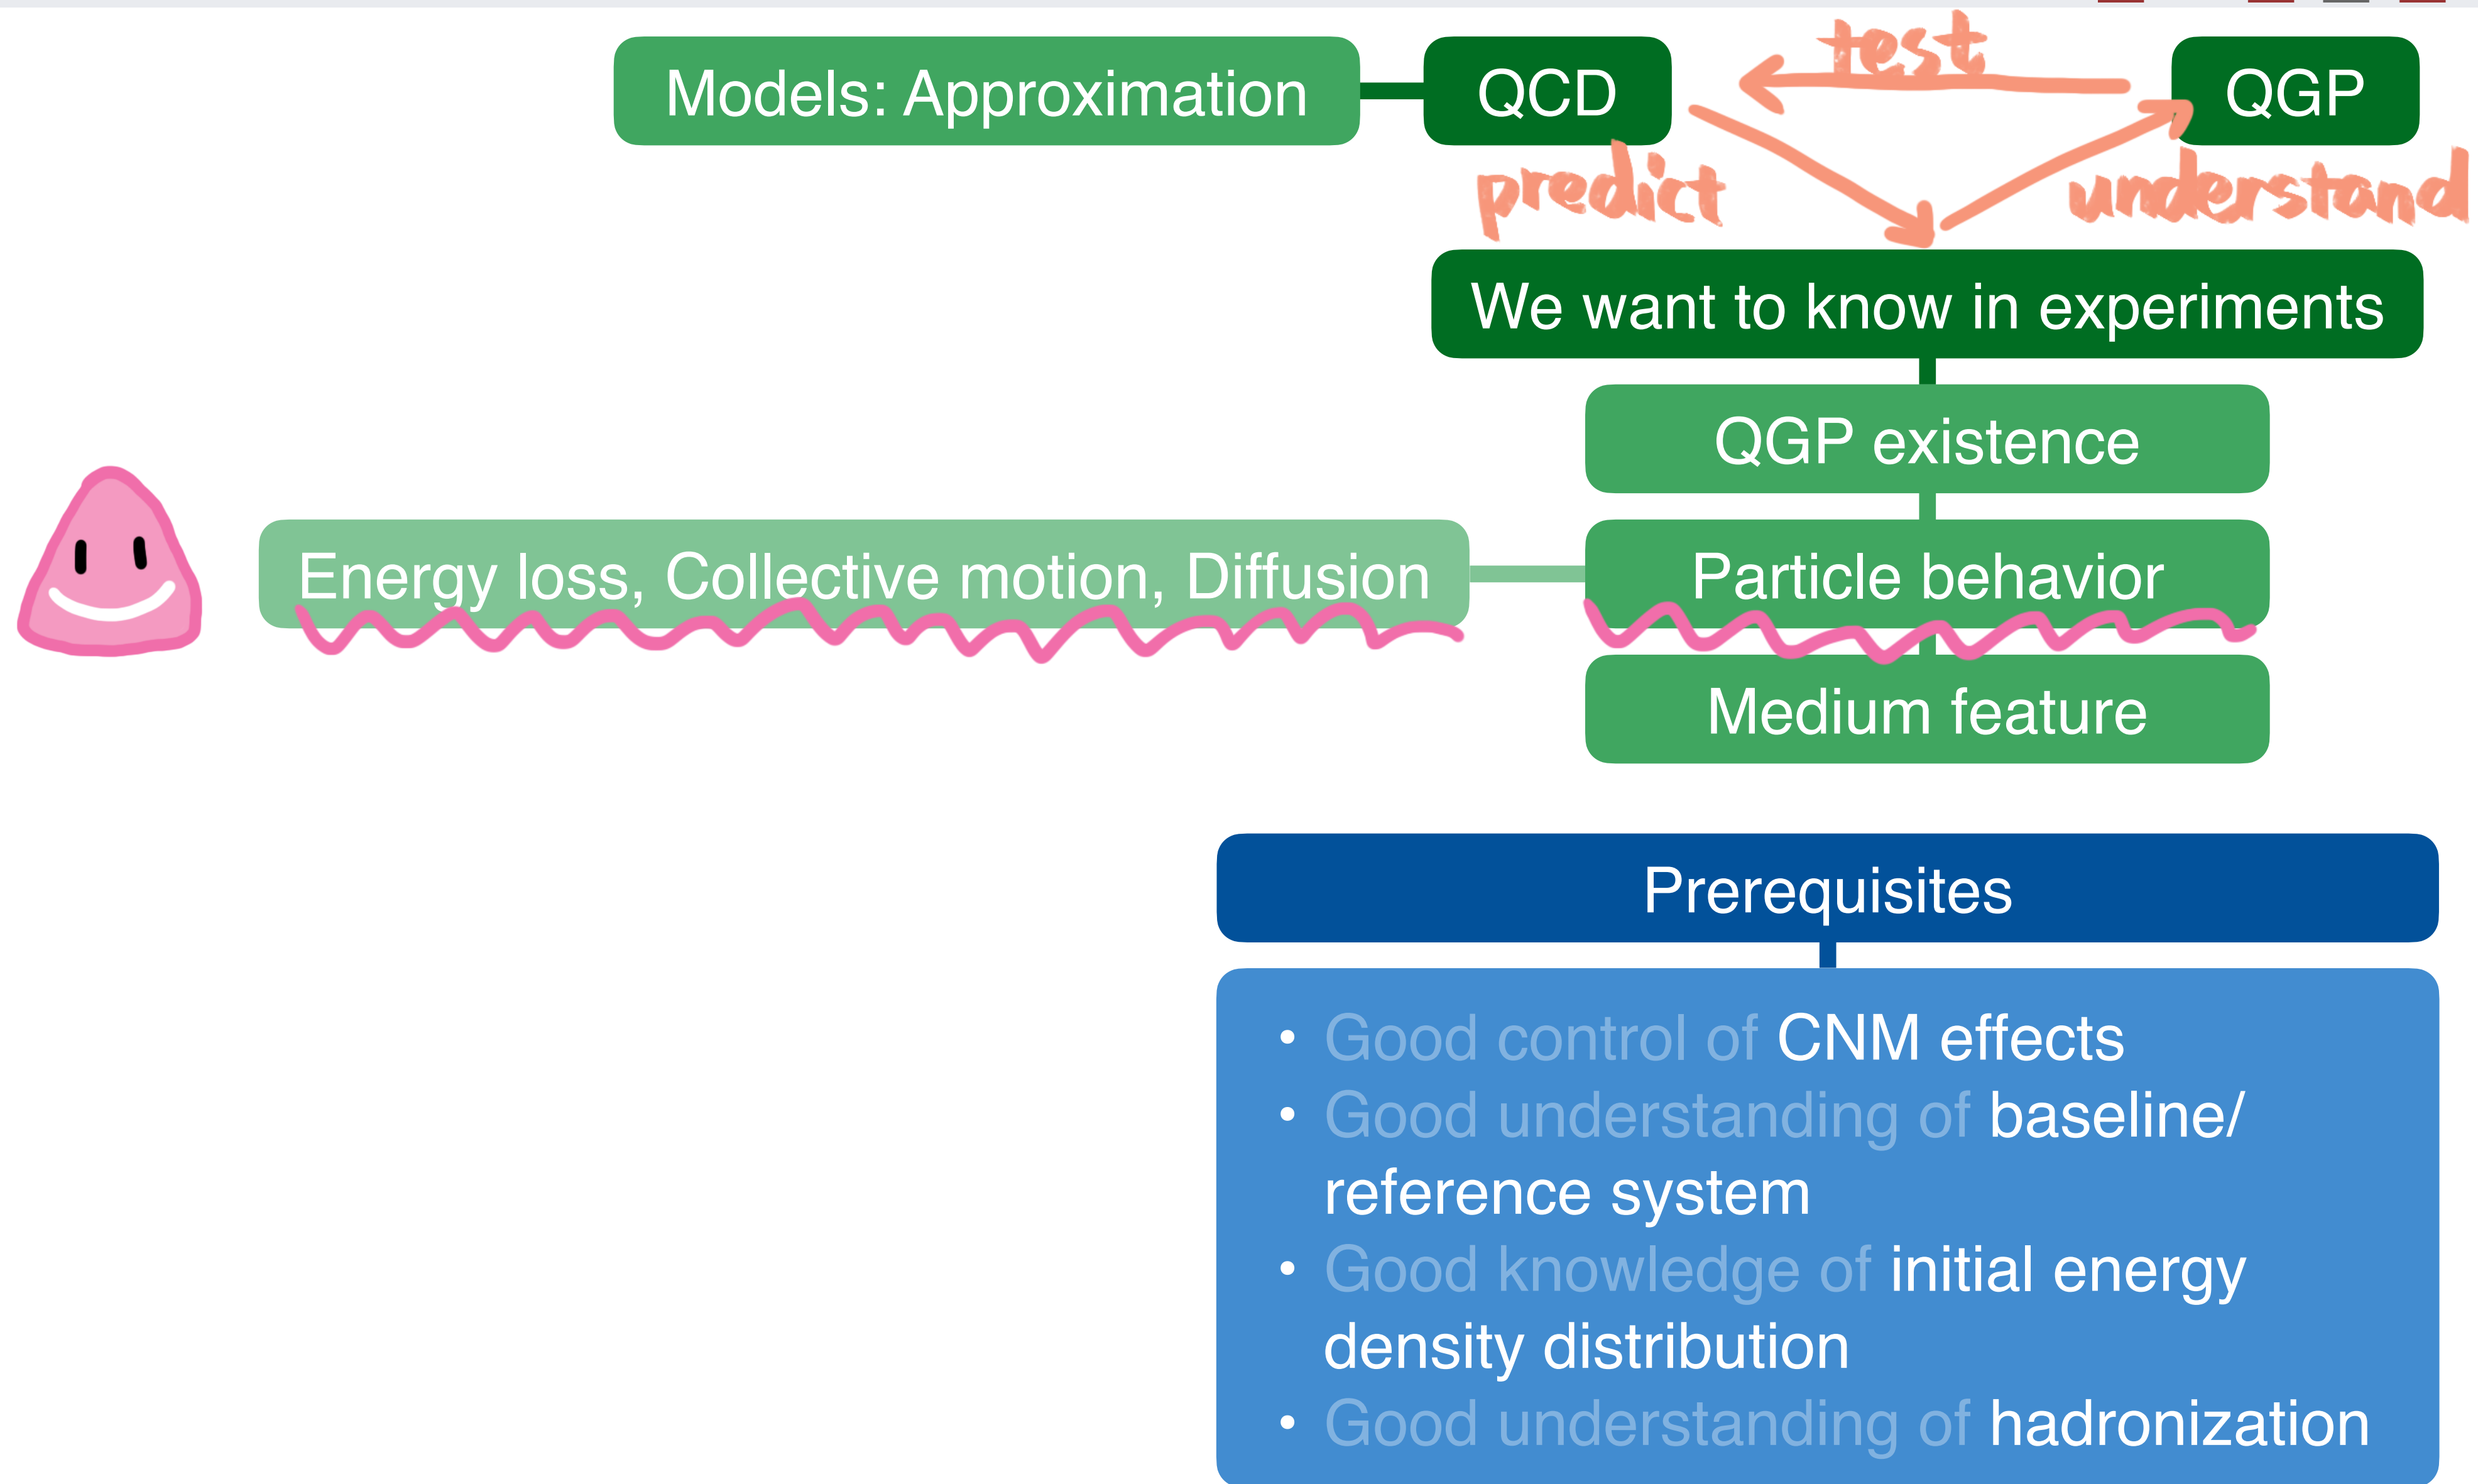 Models: Approximation
QCD
test
QGP
predict
understand
We want to know in experiments
QGP existence
Energy loss, Collective motion, Diffusion
Particle behavior
Medium feature
Prerequisites
• Good control of CNM effects
• Good understanding of baseline/
reference system
• Good knowledge of initial energy
density distribution
• Good understanding of hadronization